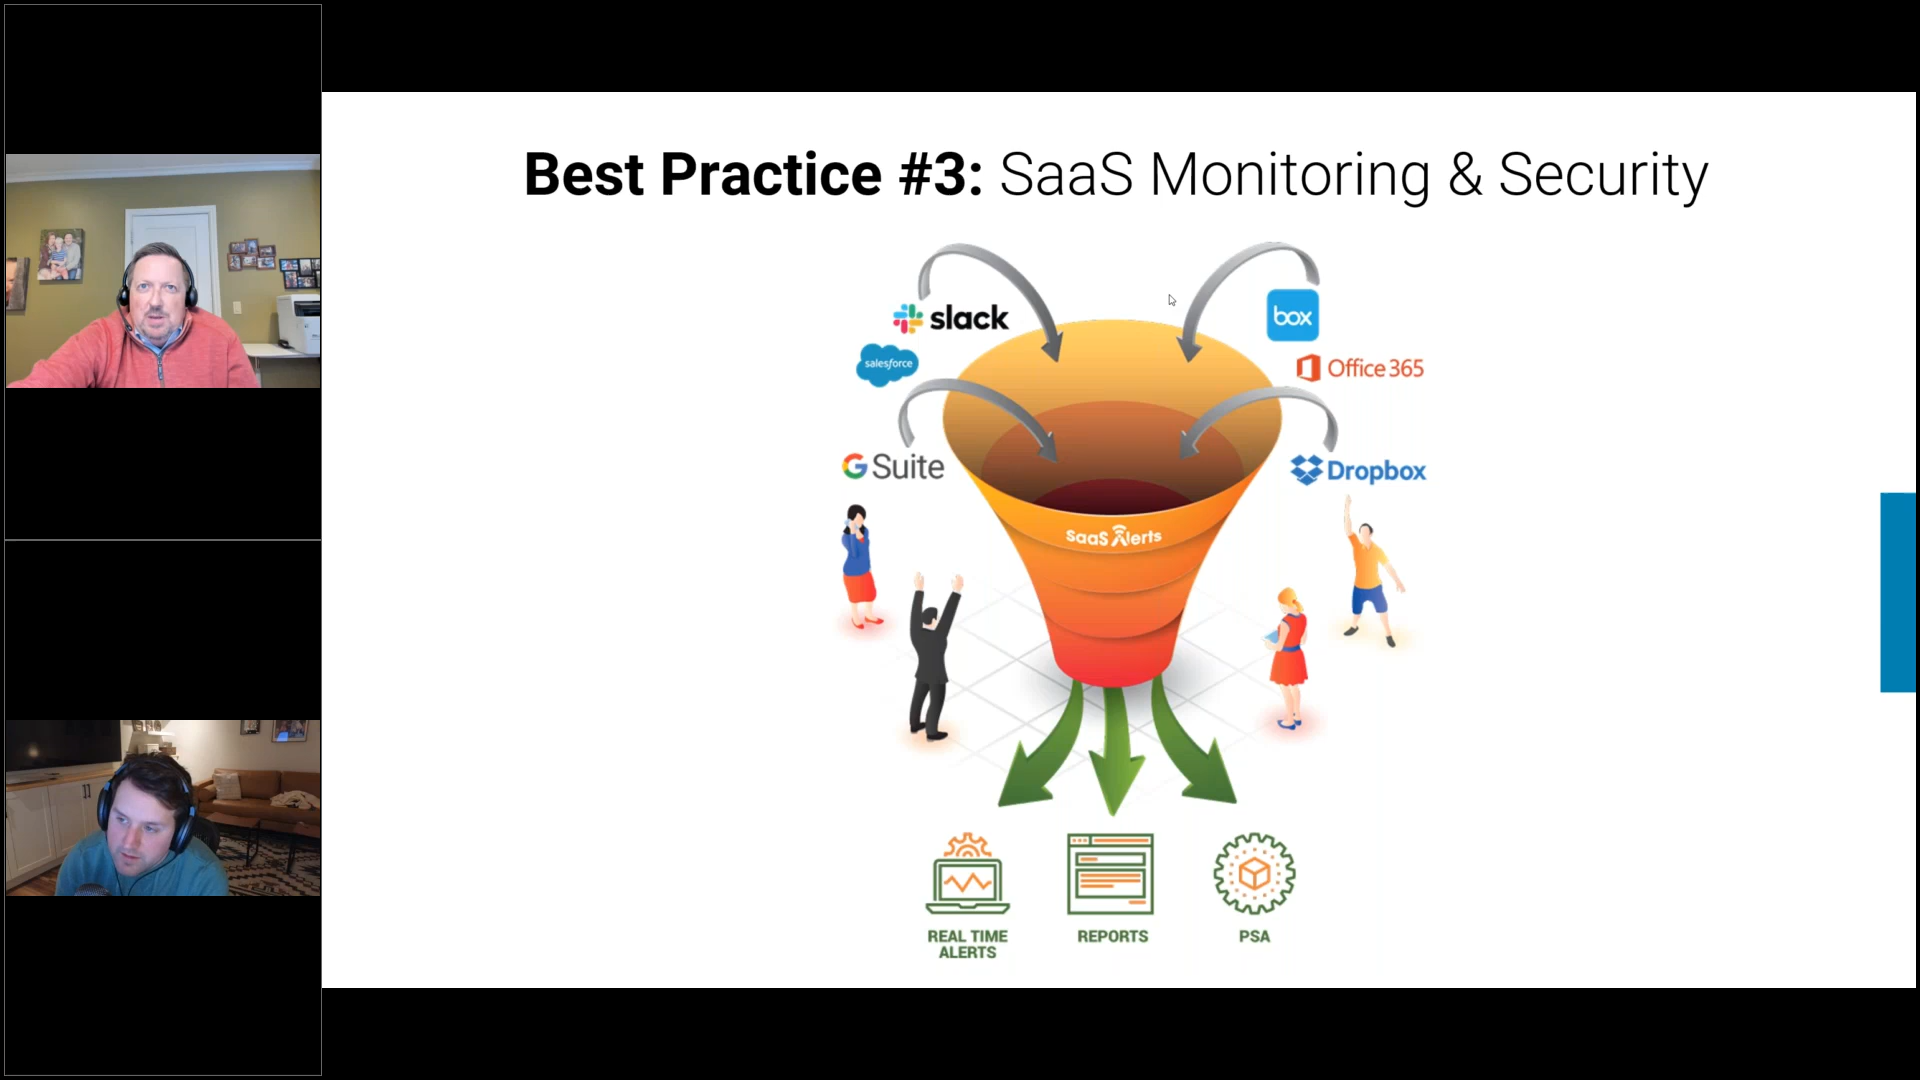 Best Practice #3: SaaS Monitoring & Security
slack
box
salesforce
Office 365
G Suite
Dropbox
SaaS Alerts
REAL TIME
ALERTS
REPORTS
PSA